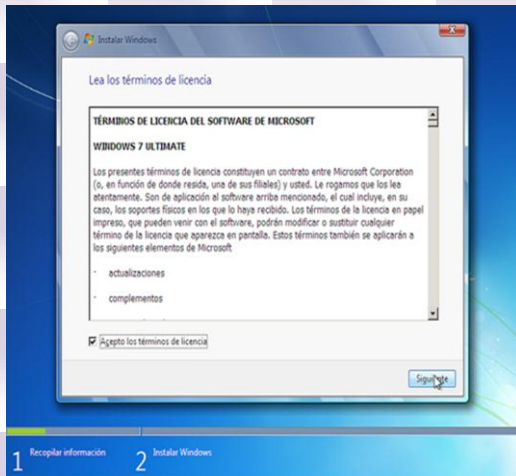 Instalar Windows
Lea los términos de licencia
TÉRMINOS DE LICENCIA DEL SOFTWARE DE MICROSOFT
WINDOWS 7 ULTIMATE
Los presentes términos de licencia constituyen un contrato entre Microsoft Corporation
(o, en función de donde resida, una de sus filiales) y usted. Le rogamos que los lea
atentamente. Son de aplicación al software arriba mencionado, el cual incluye, en su
caso, los soportes físicos en los que lo haya recibido. Los términos de la licencia en papel
impreso, que pueden venir con el software, podrán modificar o sustituir cualquier
término de la licencia que aparezca en pantalla. Estos términos también se aplicarán a
los siguientes elementos de Microsoft
· actualizaciones
· complementos
Acepto los términos de licencia
Siguiente
1 Recopilar información 2 Instalar Windows